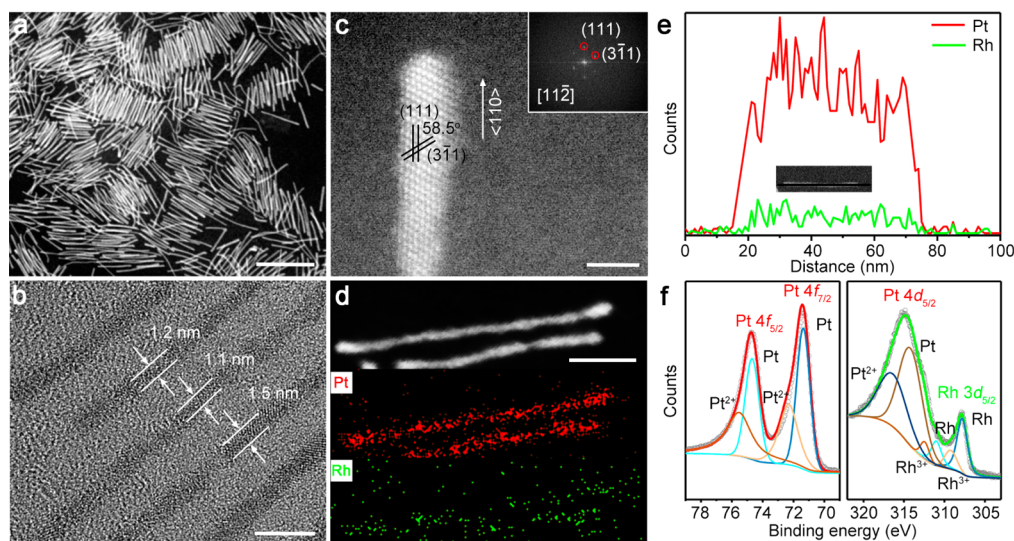 a
b
1.2 nm
1.1 nm
1.5 nm
c
(111)
(31̄1)
[112̄]
<110>
(111)
58.5°
(31̄1)
d
Pt
Rh
e
Pt
Rh
Counts
0 20 40 60 80 100
Distance (nm)
f
Pt 4f7/2
Pt 4f5/2
Pt
Pt
Pt2+
Pt2+
Counts
78 76 74 72 70
Pt 4d5/2
Pt
Pt2+
Rh 3d5/2
Rh
Rh
Rh3+
Rh3+
320 315 310 305
Binding energy (eV)